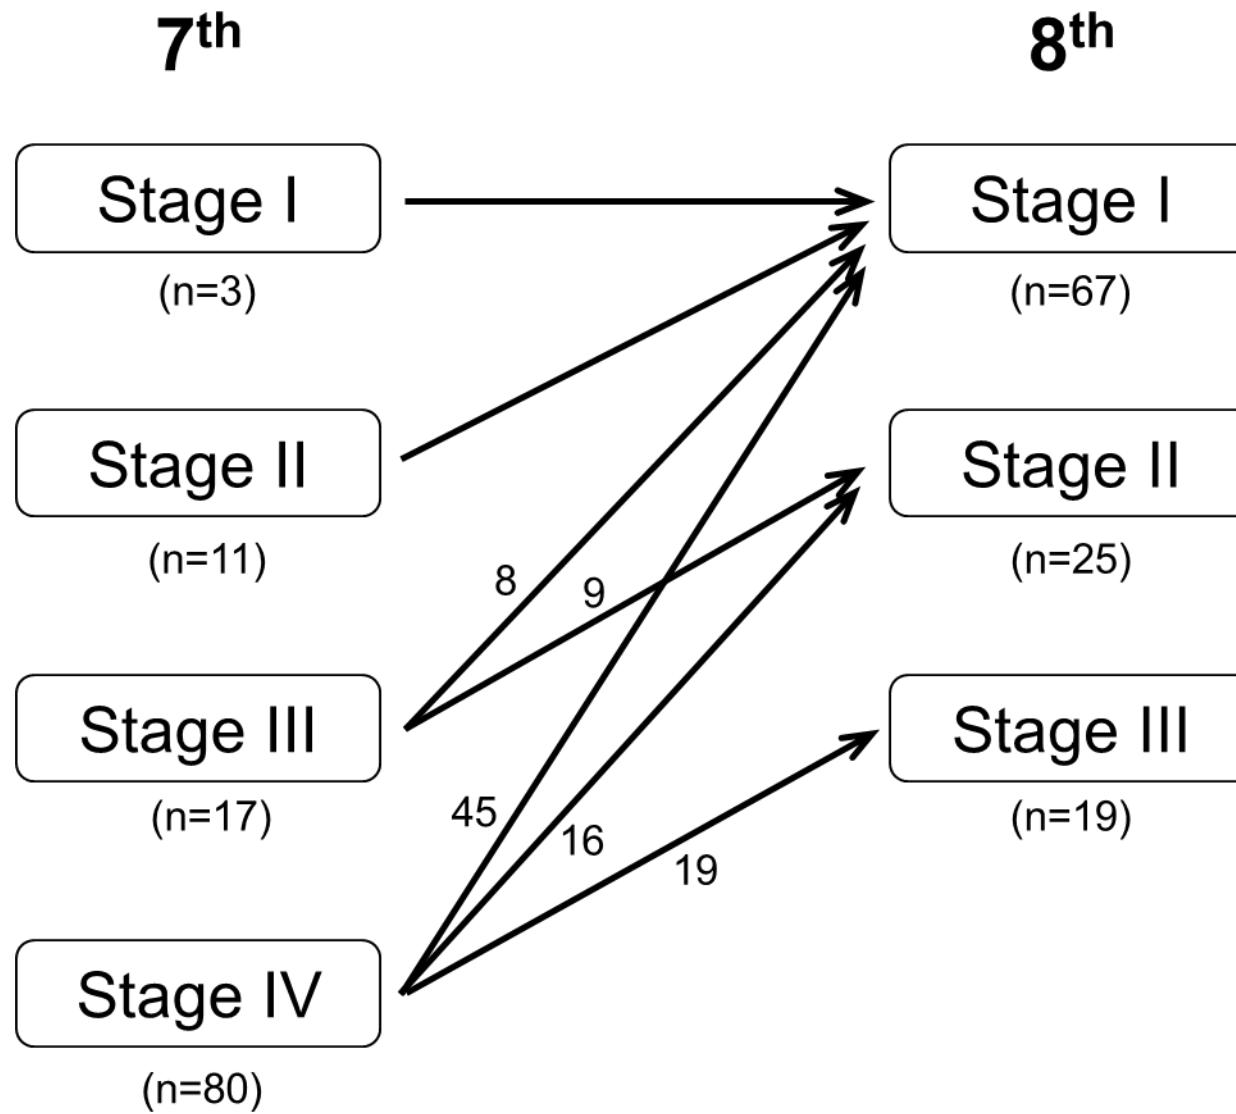 7th 8th
Stage I Stage I
(n=3) (n=67)
Stage II Stage II
(n=11) (n=25)
8 9
Stage III Stage III
(n=17) (n=19)
45 16 19
Stage IV
(n=80)